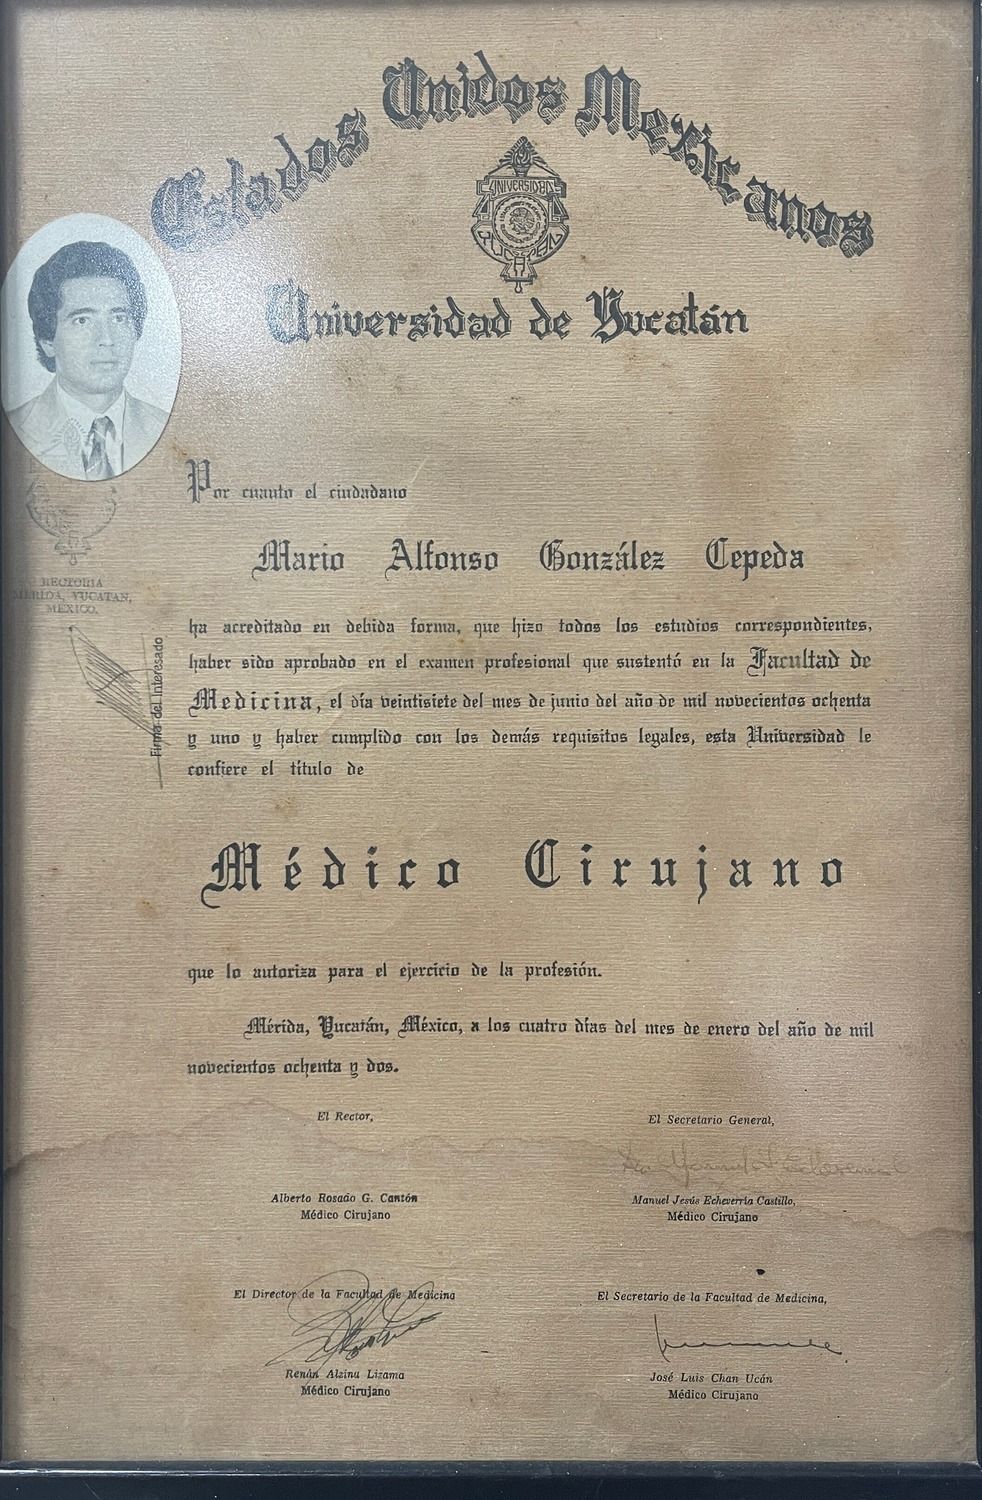 Estados Unidos Mexicanos
UNIVERSIDAD
YUCATAN
Universidad de Yucatán
Por cuanto el ciudadano
Mario Alfonso González Cepeda
RECTORIA
MERIDA, YUCATAN,
MEXICO.
Firma del Interesado
ha acreditado en debida forma, que hizo todos los estudios correspondientes,
haber sido aprobado en el examen profesional que sustentó en la Facultad de
Medicina, el día veintisiete del mes de junio del año de mil novecientos ochenta
y uno y haber cumplido con los demás requisitos legales, esta Universidad le
confiere el título de
Médico Cirujano
que lo autoriza para el ejercicio de la profesión.
Mérida, Yucatán, México, a los cuatro días del mes de enero del año de mil
novecientos ochenta y dos.
El Rector,
El Secretario General,
Alberto Rosado G. Cantón
Médico Cirujano
Manuel Jesús Echeverría Castillo,
Médico Cirujano
El Director de la Facultad de Medicina
El Secretario de la Facultad de Medicina,
Renán Alzina Lizama
Médico Cirujano
José Luis Chan Ucán
Médico Cirujano